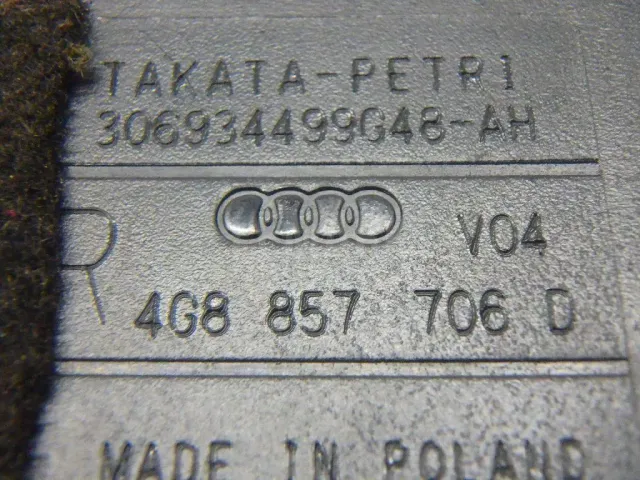 TAKATA-PETRI
306934499G48-AH
V04
R
4G8 857 706 D
MADE IN POLAND